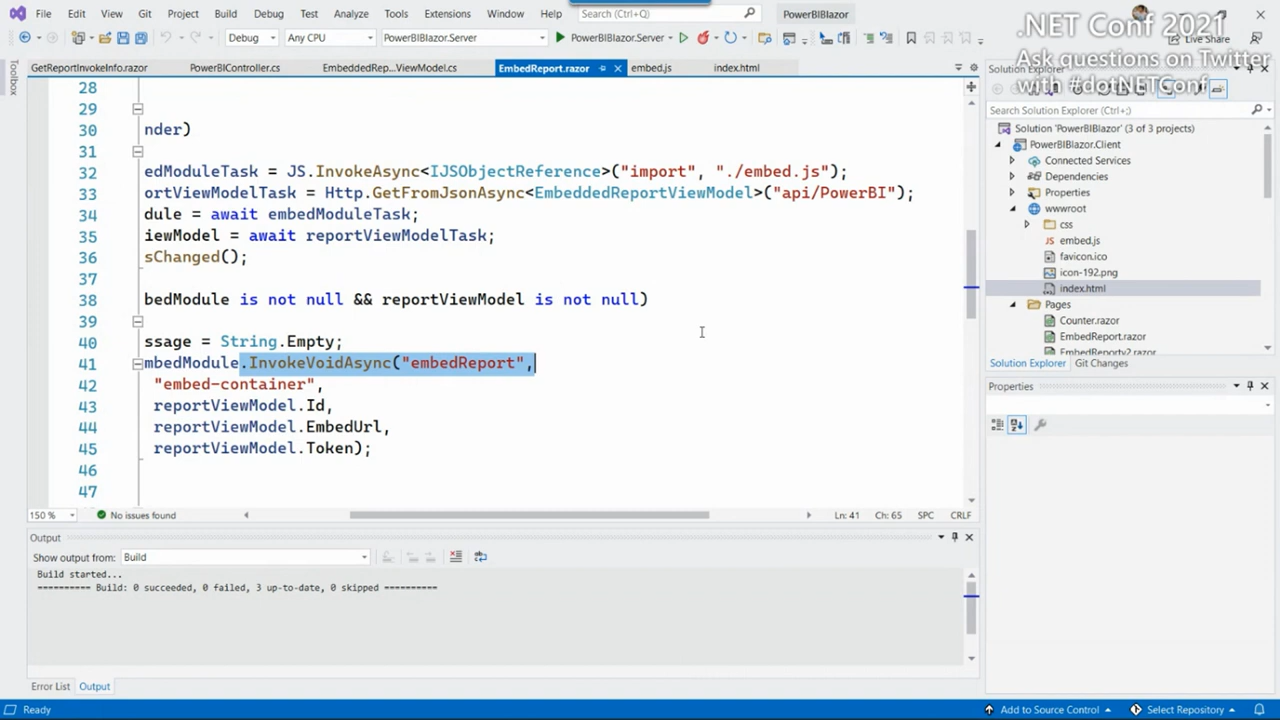 File Edit View Git Project Build Debug Test Analyze Tools Extensions Window Help Search (Ctrl+Q) PowerBIBlazor
.NET Conf 2021
Ask questions on Twitter
with #dotNETConf
Debug Any CPU PowerBIBlazor.Server PowerBIBlazor.Server Live Share
GetReportInvokeInfo.razor PowerBIController.cs EmbeddedRep...ViewModel.cs EmbedReport.razor embed.js index.html
Toolbox
28
29
30 nder)
31
32 edModuleTask = JS.InvokeAsync<IJSObjectReference>("import", "./embed.js");
33 ortViewModelTask = Http.GetFromJsonAsync<EmbeddedReportViewModel>("api/PowerBI");
34 dule = await embedModuleTask;
35 iewModel = await reportViewModelTask;
36 sChanged();
37
38 bedModule is not null && reportViewModel is not null)
39
40 ssage = String.Empty;
41 mbedModule.InvokeVoidAsync("embedReport",
42 "embed-container",
43 reportViewModel.Id,
44 reportViewModel.EmbedUrl,
45 reportViewModel.Token);
46
47
150 % No issues found Ln: 41 Ch: 65 SPC CRLF
Solution Explorer
Search Solution Explorer (Ctrl+;)
Solution 'PowerBIBlazor' (3 of 3 projects)
PowerBIBlazor.Client
Connected Services
Dependencies
Properties
wwwroot
css
embed.js
favicon.ico
icon-192.png
index.html
Pages
Counter.razor
EmbedReport.razor
EmbedReportv2.razor
Solution Explorer Git Changes
Properties
Output
Show output from: Build
Build started...
========== Build: 0 succeeded, 0 failed, 3 up-to-date, 0 skipped ==========
Error List Output
Ready Add to Source Control Select Repository